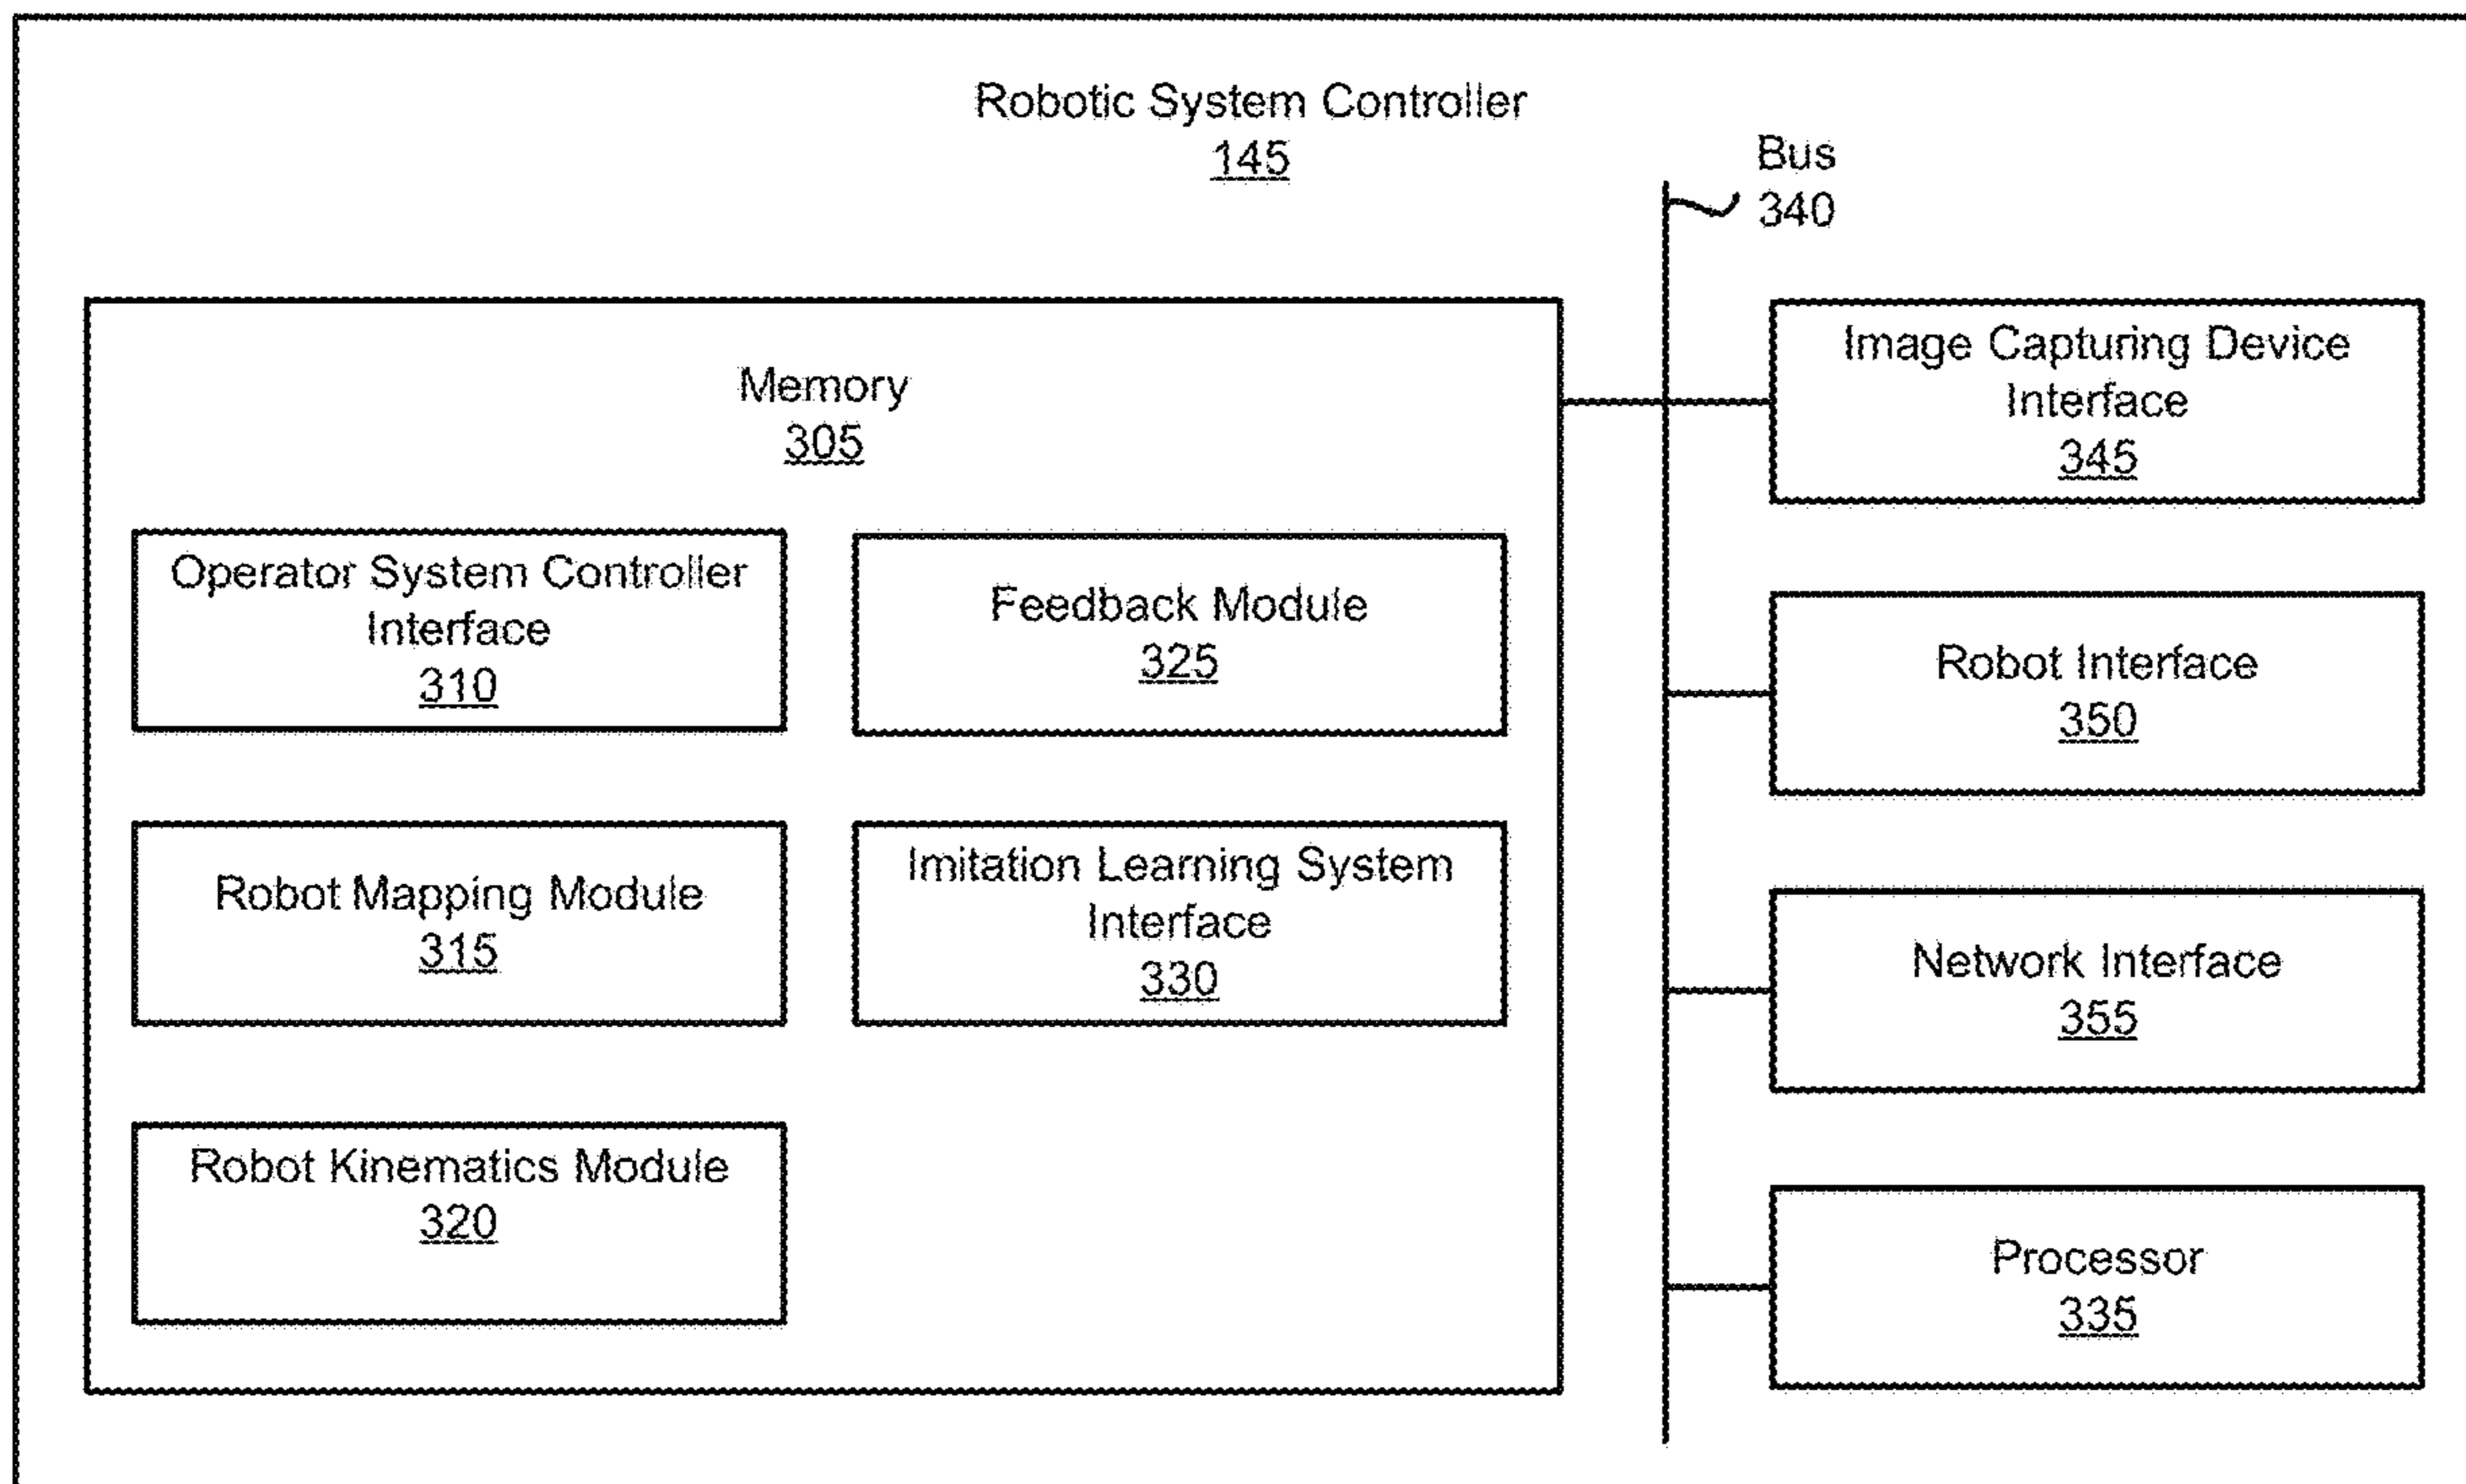 Robotic System Controller
145
Bus
340
Memory
305
Operator System Controller
Interface
310
Feedback Module
325
Robot Mapping Module
315
Imitation Learning System
Interface
330
Robot Kinematics Module
320
Image Capturing Device
Interface
345
Robot Interface
350
Network Interface
355
Processor
335